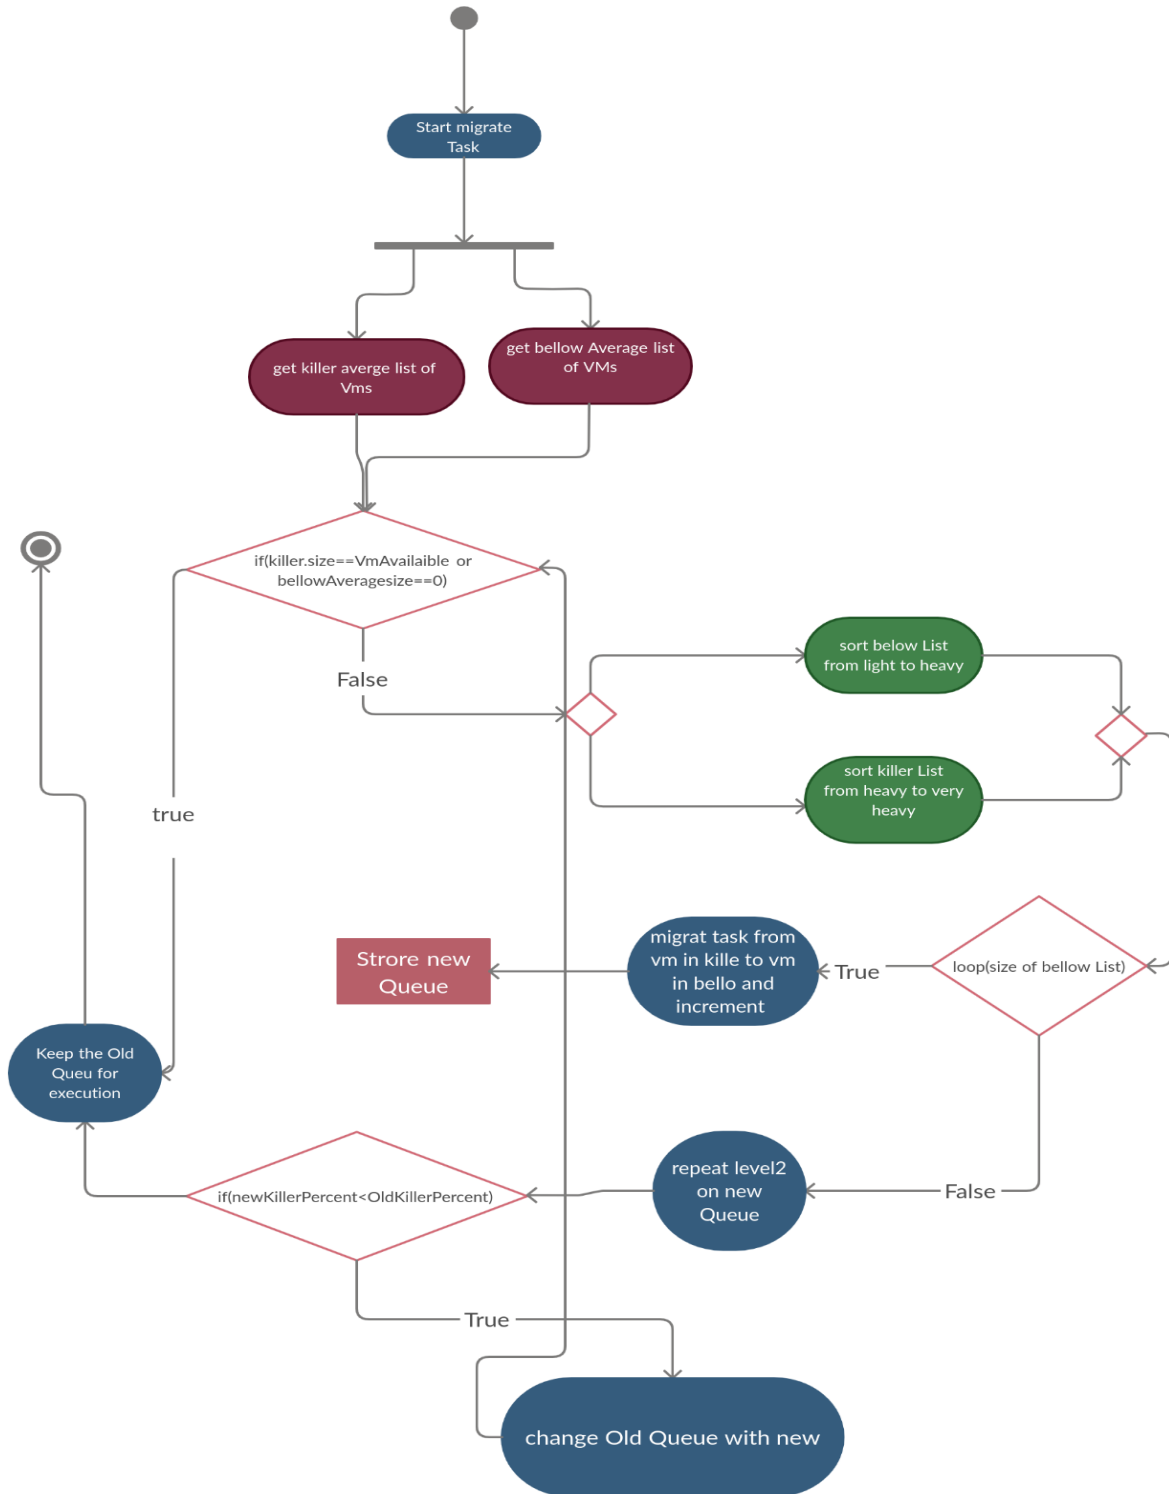 Start migrate
Task
get killer averge list of
Vms
get bellow Average list
of VMs
if(killer.size==VmAvailaible or
bellowAveragesize==0)
False
true
sort below List
from light to heavy
sort killer List
from heavy to very
heavy
loop(size of bellow List)
True
migrat task from
vm in kille to vm
in bello and
increment
Strore new
Queue
Keep the Old
Queu for
execution
False
repeat level2
on new
Queue
if(newKillerPercent<OldKillerPercent)
True
change Old Queue with new